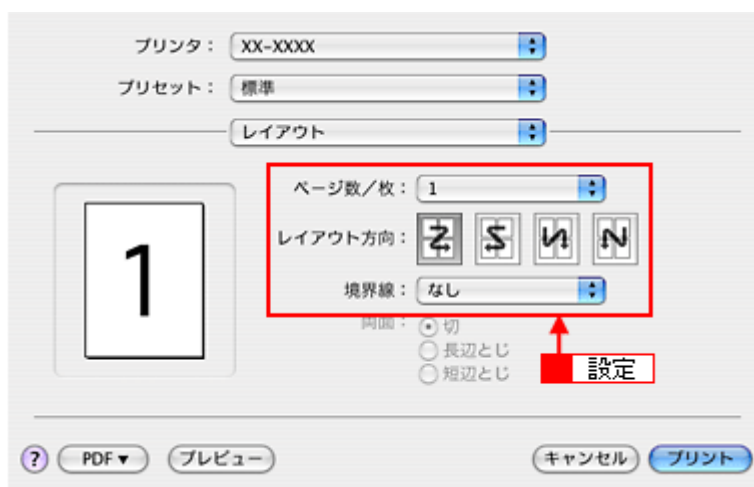 プリンタ： XX-XXXX
プリセット： 標準
レイアウト
ページ数／枚： 1
レイアウト方向：
境界線： なし
両面： 切
長辺とじ
短辺とじ
設定
1
? PDF▼ プレビュー キャンセル プリント